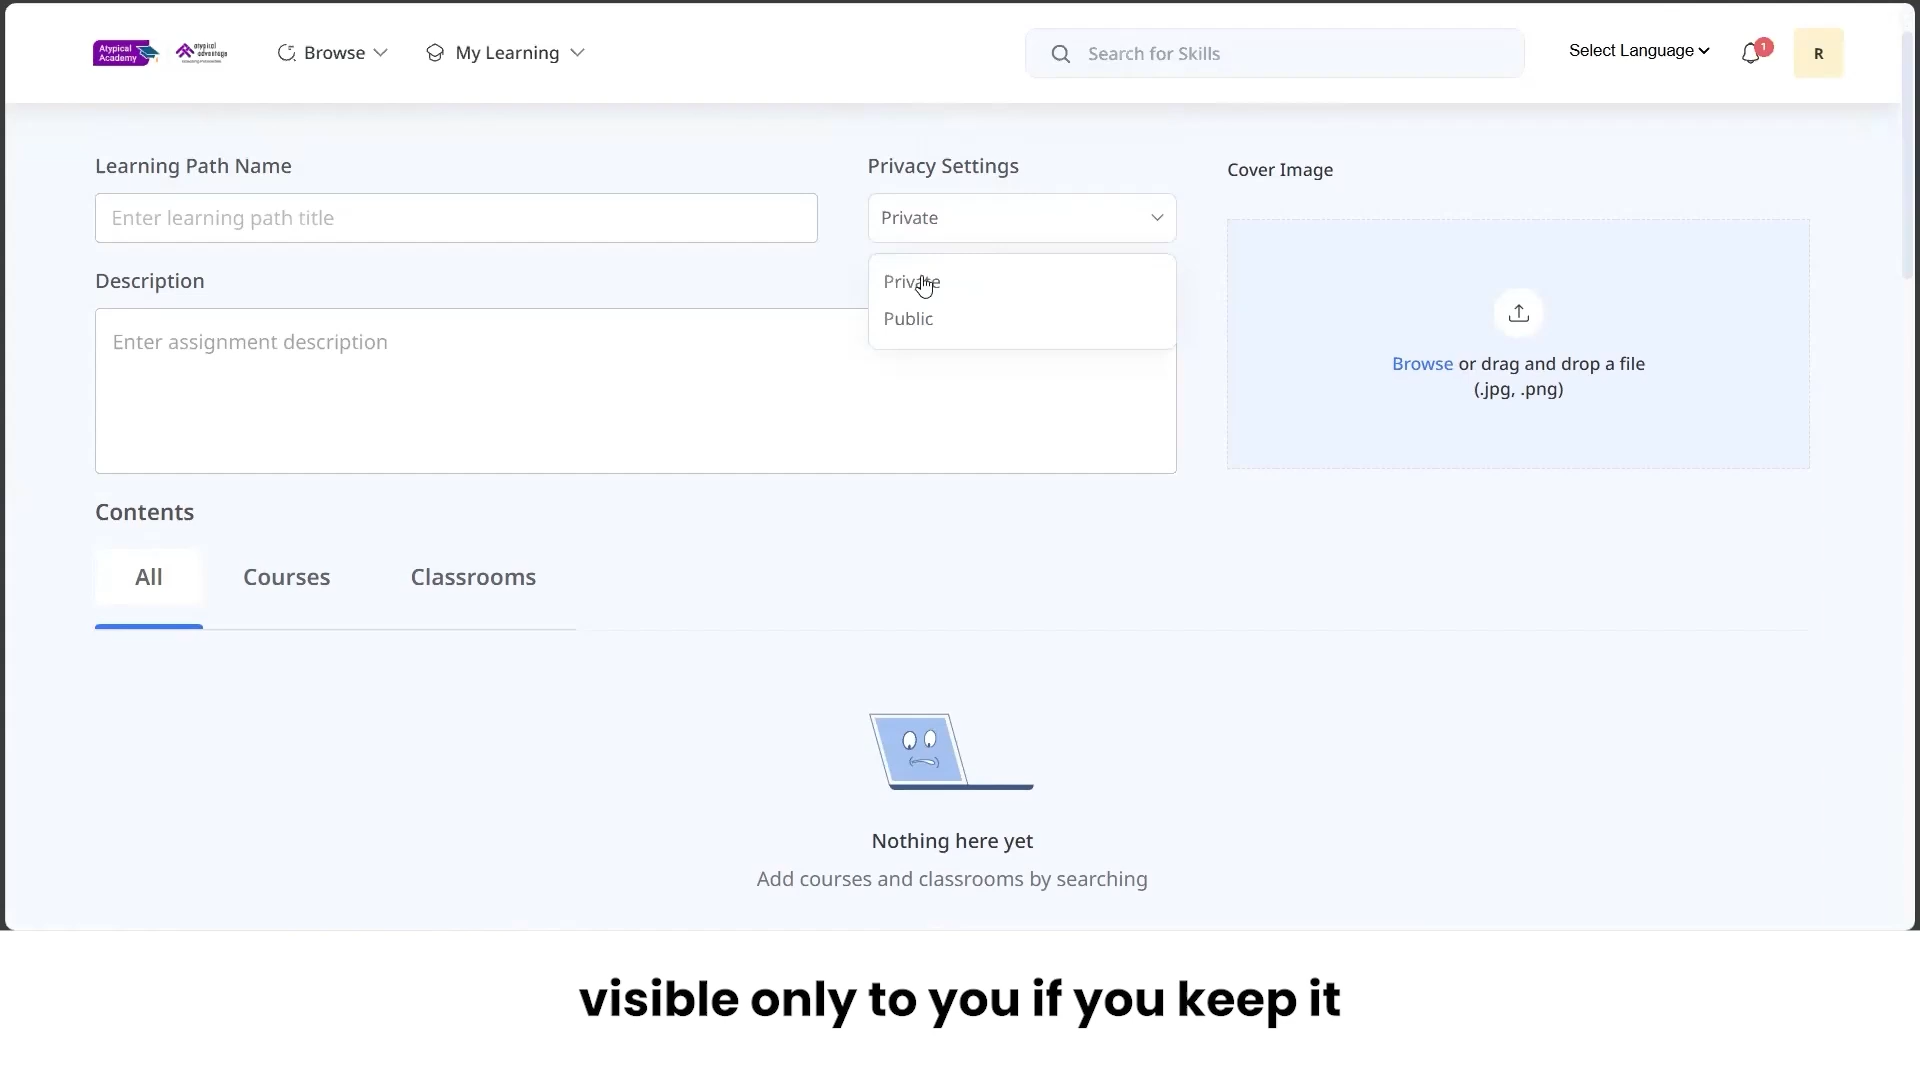 Atypical Academy
atypical advantage
Browse
My Learning
Search for Skills
Select Language
1
R
Learning Path Name
Privacy Settings
Cover Image
Enter learning path title
Private
Description
Private
Public
Enter assignment description
Browse or drag and drop a file
(.jpg, .png)
Contents
All
Courses
Classrooms
Nothing here yet
Add courses and classrooms by searching
visible only to you if you keep it